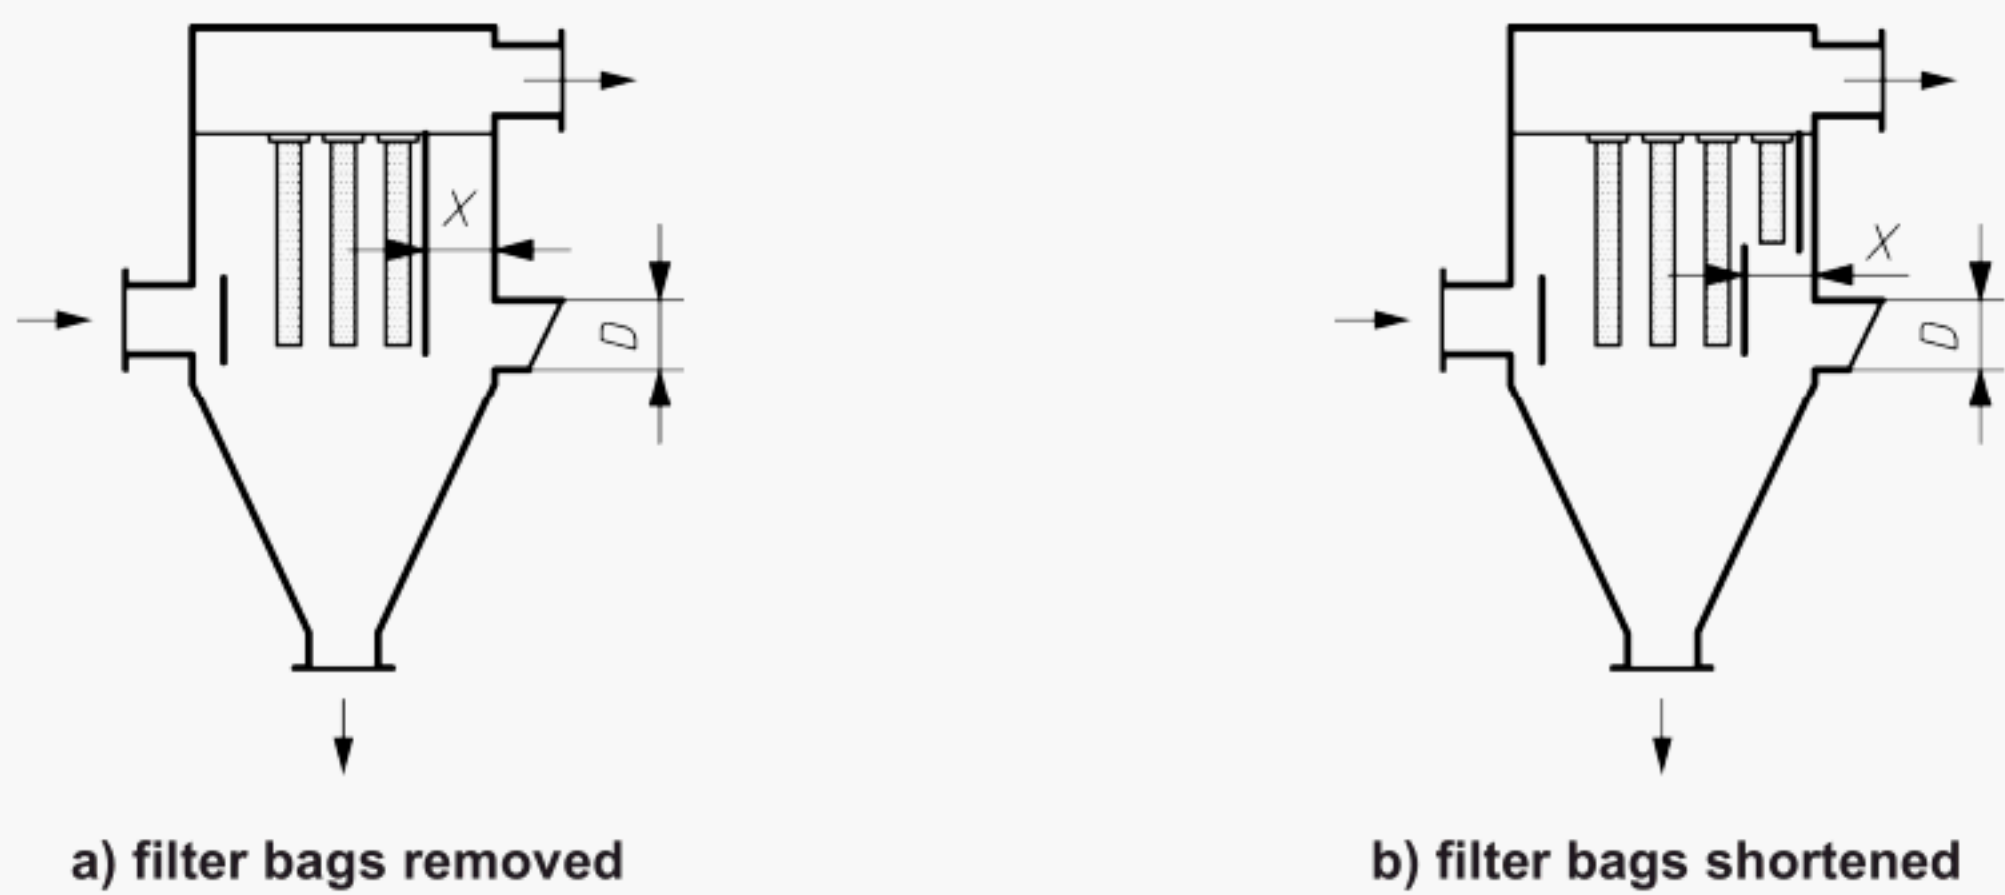 X
D
X
D
a) filter bags removed
b) filter bags shortened